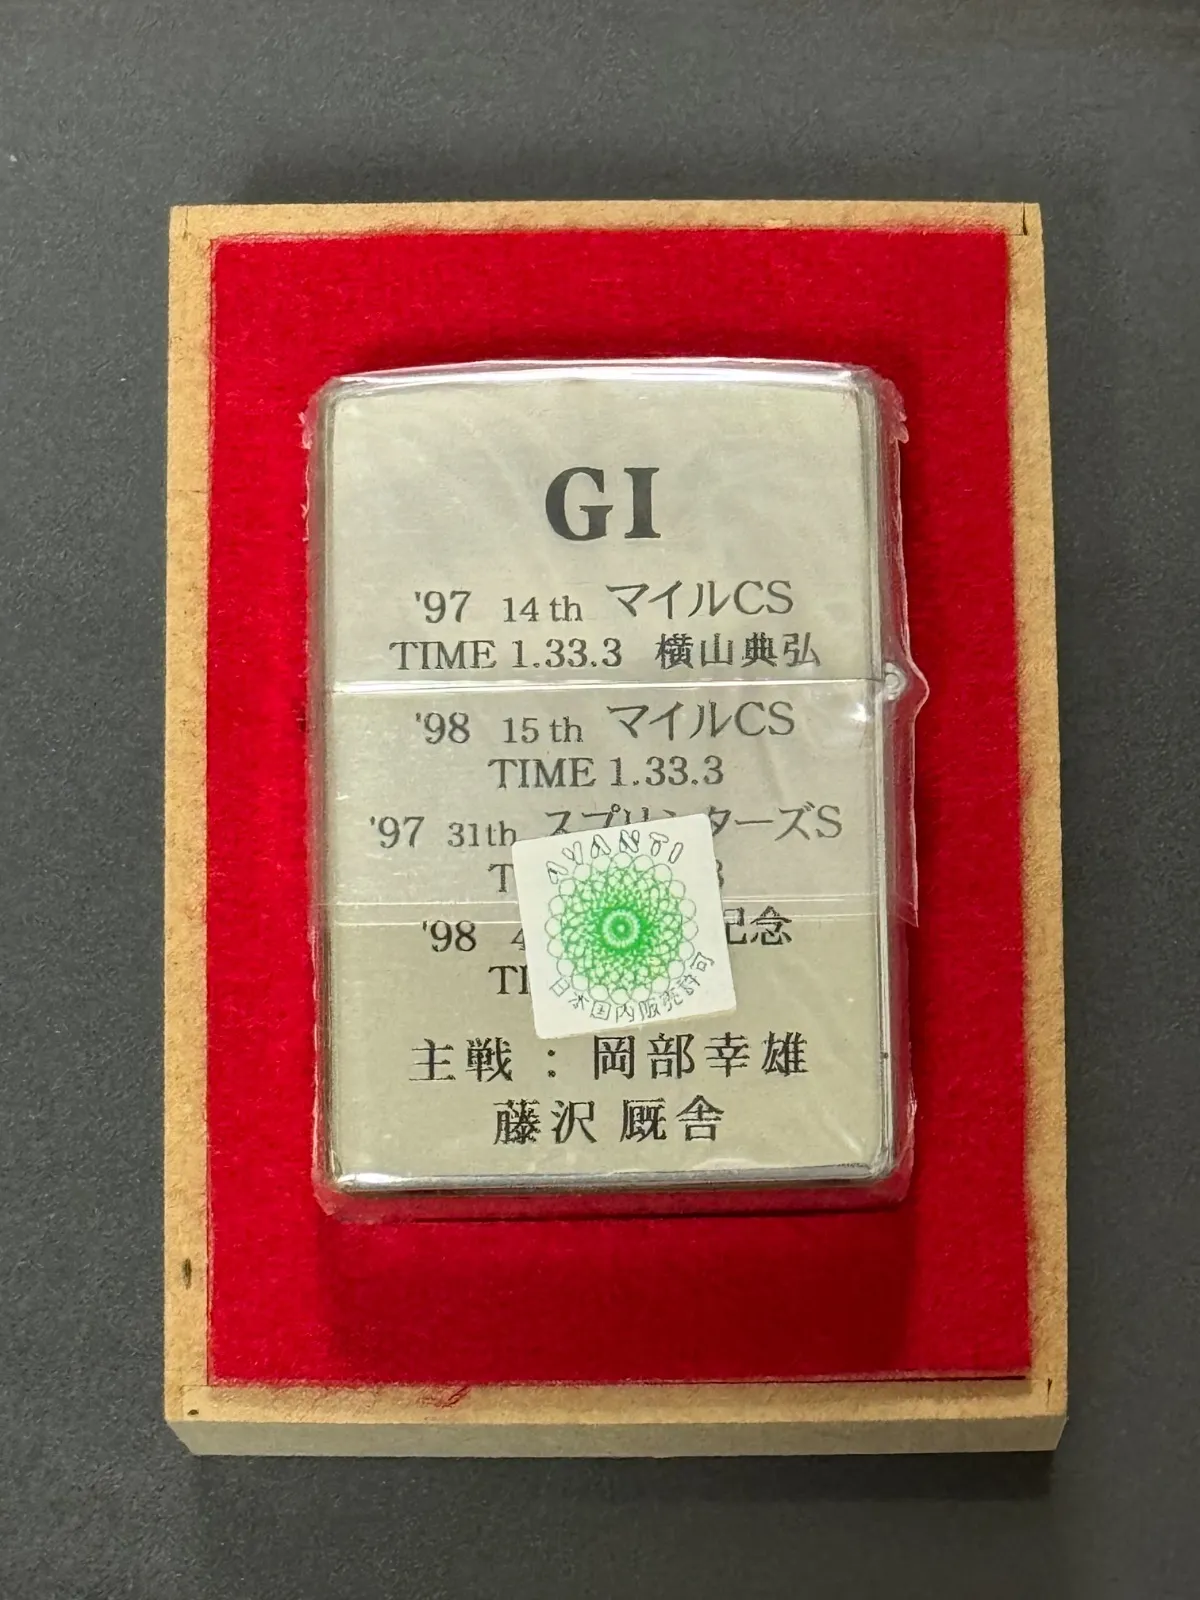 GI
'97 14th マイルCS
TIME 1.33.3 横山典弘
'98 15th マイルCS
TIME 1.33.3
'97 31th スプリンターズS
'98
記念
AVANTI
日本国内販売許可
主戦：岡部幸雄
藤沢 厩舎